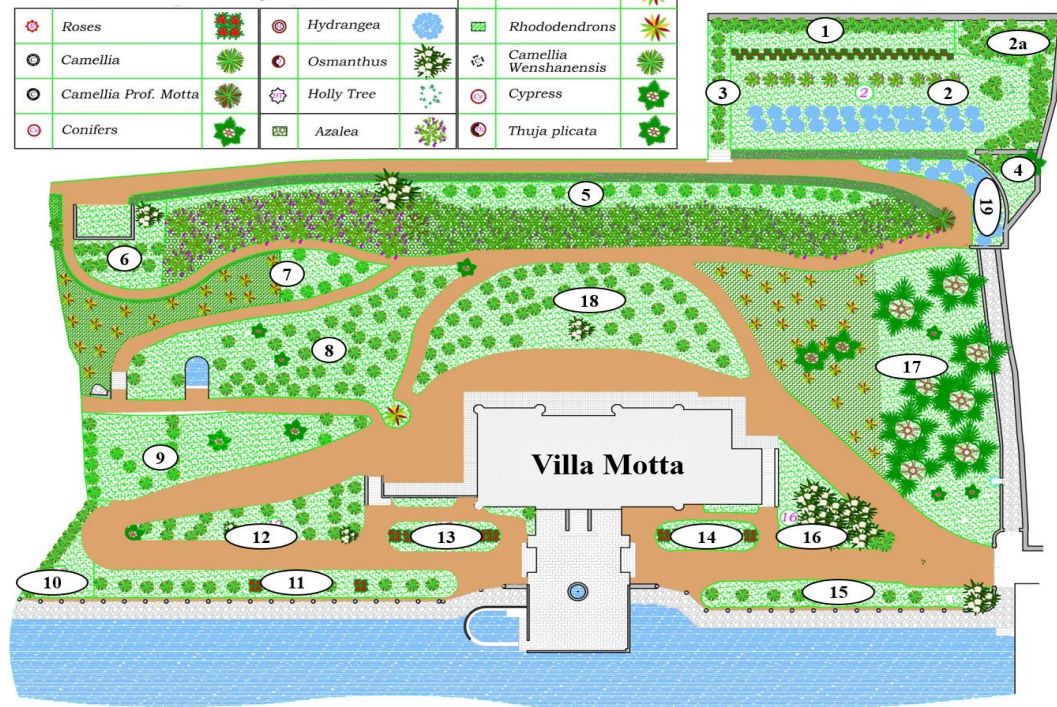 Roses
Hydrangea
Rhododendrons
Camellia
Osmanthus
Camellia
Wenshanensis
Camellia Prof. Motta
Holly Tree
Cypress
Conifers
Azalea
Thuja plicata
1
2a
3
2
2
4
5
19
6
7
18
8
17
9
Villa Motta
16
12
13
14
16
10
11
15